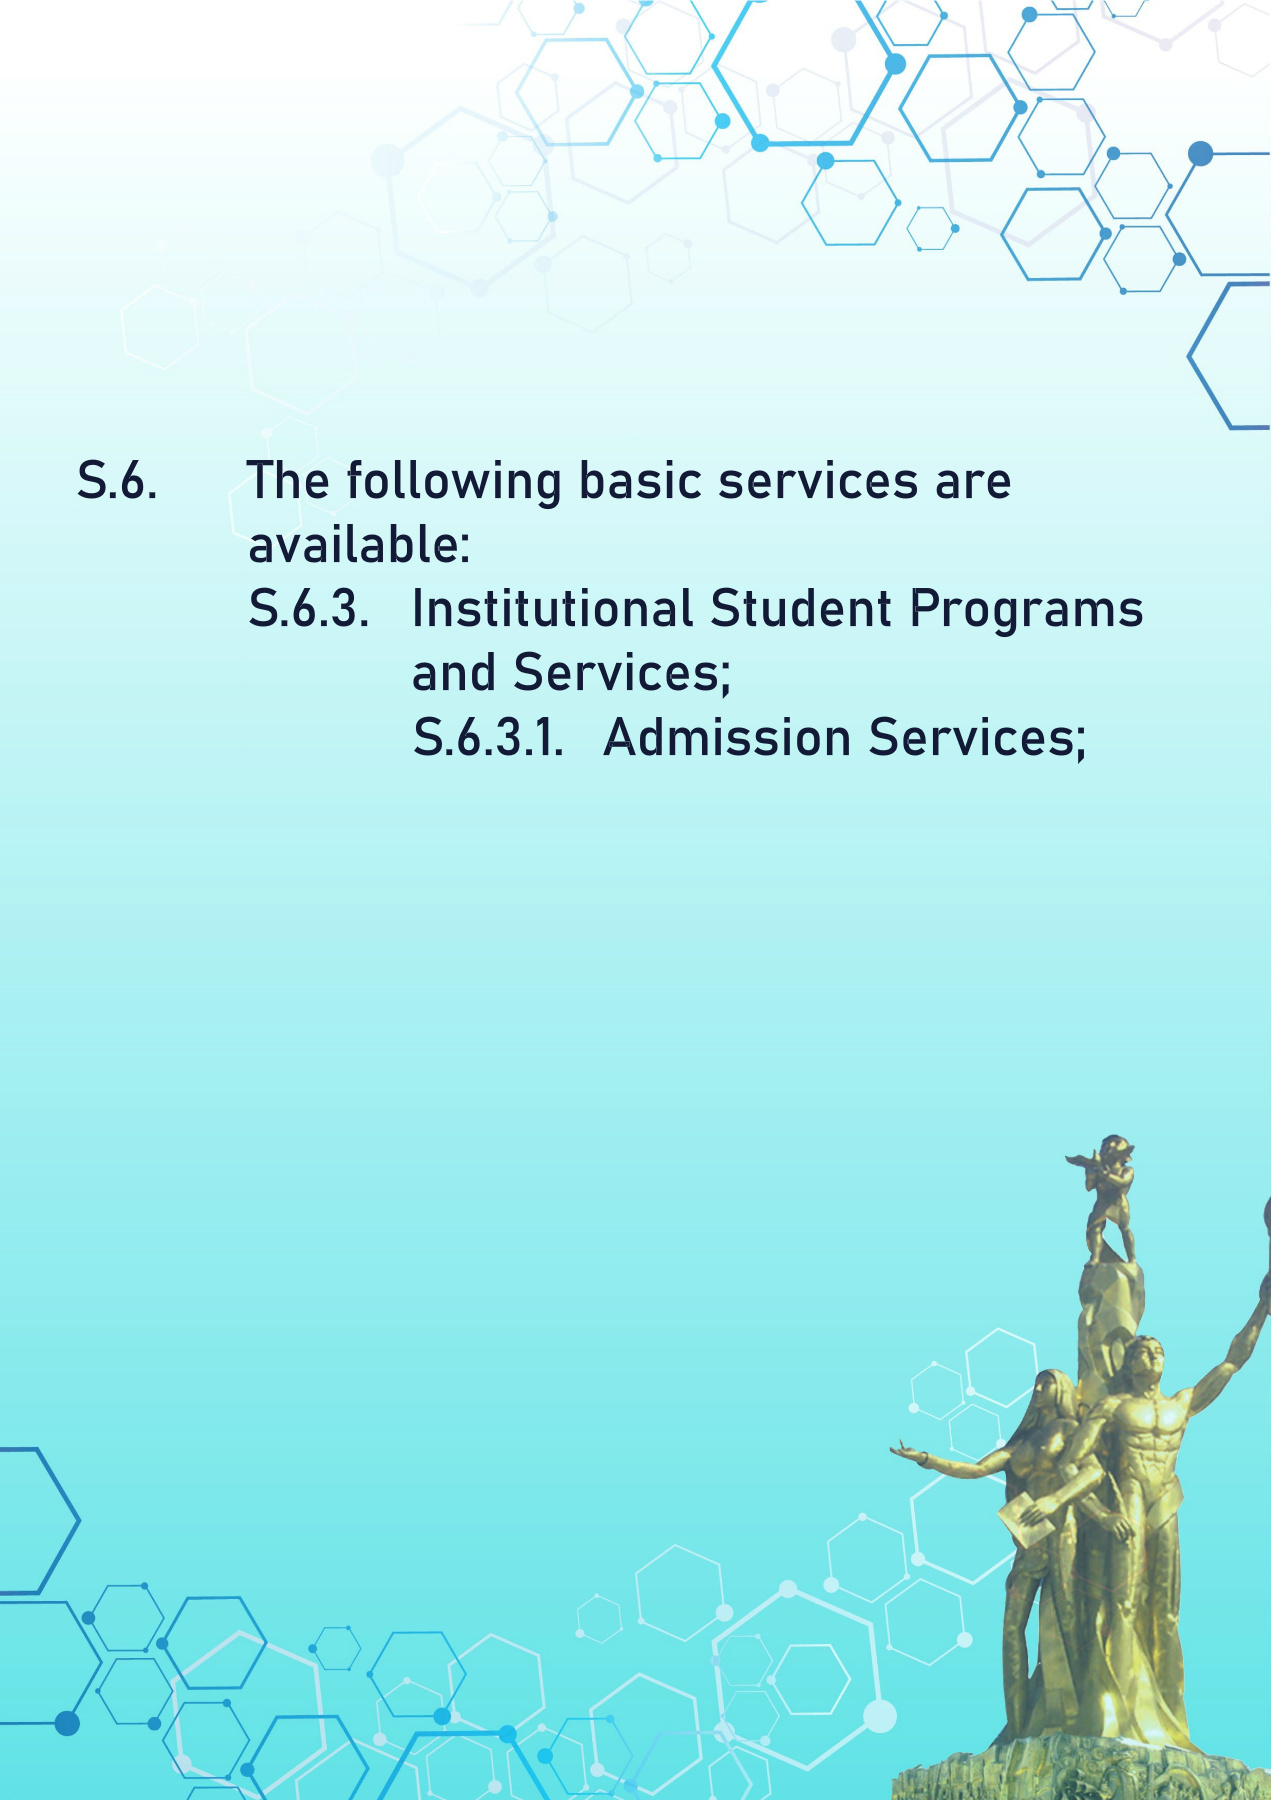 S.6. The following basic services are
available:
S.6.3. Institutional Student Programs
and Services;
S.6.3.1. Admission Services;